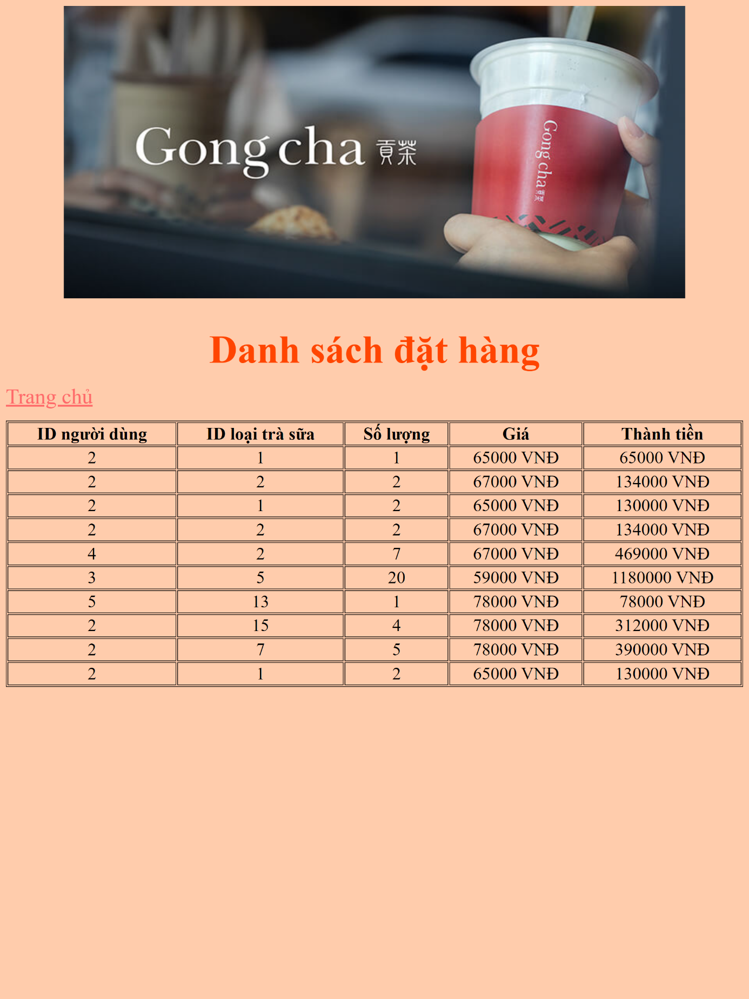 Gong cha 貢茶
Gong cha 貢茶
Danh sách đặt hàng
Trang chủ
ID người dùng ID loại trà sữa Số lượng Giá Thành tiền
2 1 1 65000 VNĐ 65000 VNĐ
2 2 2 67000 VNĐ 134000 VNĐ
2 1 2 65000 VNĐ 130000 VNĐ
2 2 2 67000 VNĐ 134000 VNĐ
4 2 7 67000 VNĐ 469000 VNĐ
3 5 20 59000 VNĐ 1180000 VNĐ
5 13 1 78000 VNĐ 78000 VNĐ
2 15 4 78000 VNĐ 312000 VNĐ
2 7 5 78000 VNĐ 390000 VNĐ
2 1 2 65000 VNĐ 130000 VNĐ